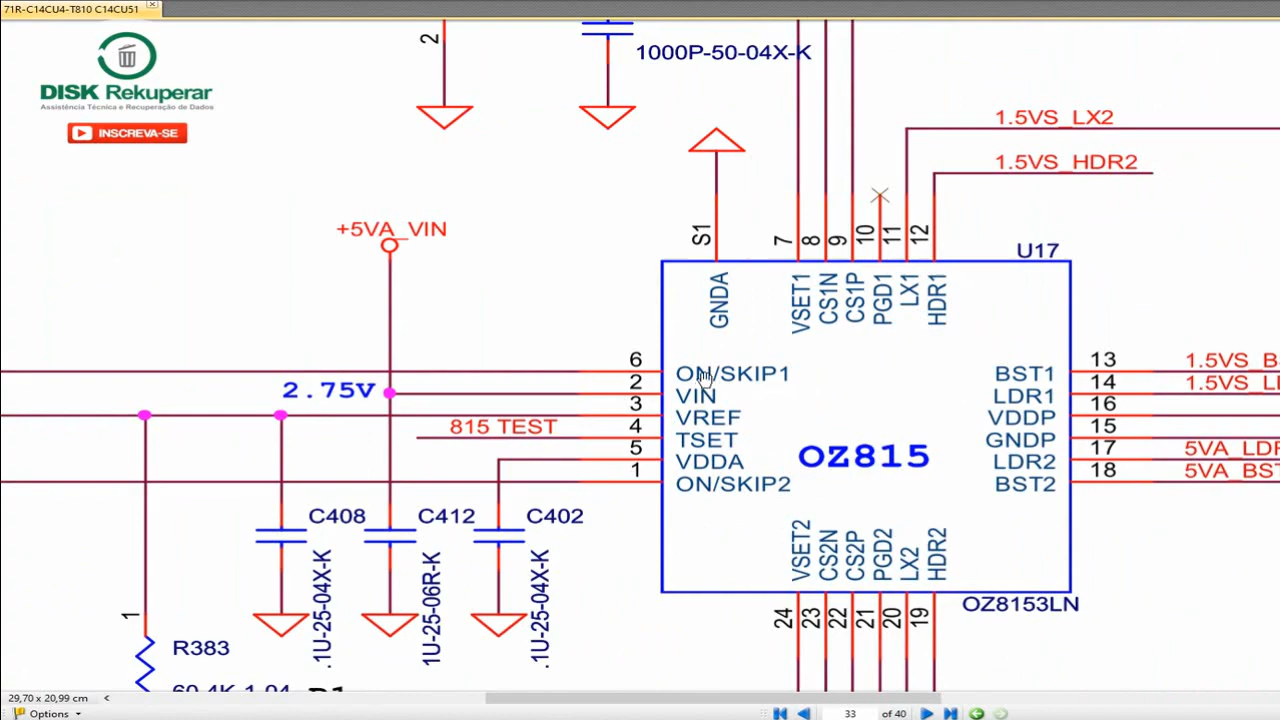 71R-C14CU4-T810 C14CU51
DISK Rekuperar
Assistência Técnica e Recuperação de Dados
INSCREVA-SE
2
1000P-50-04X-K
1.5VS_LX2
1.5VS_HDR2
+5VA_VIN
S1
7
8
9
10
11
12
U17
GNDA
VSET1
CS1N
CS1P
PGD1
LX1
HDR1
6
ON/SKIP1
BST1
13
1.5VS_B
2.75V
2
VIN
LDR1
14
1.5VS_L
3
VREF
VDDP
16
815 TEST
4
TSET
GNDP
15
5
VDDA
OZ815
LDR2
17
5VA_LDR
1
ON/SKIP2
BST2
18
5VA_BST
C408
C412
C402
.1U-25-04X-K
1U-25-06R-K
.1U-25-04X-K
VSET2
CS2N
CS2P
PGD2
LX2
HDR2
OZ8153LN
24
23
22
21
20
19
1
R383
29,70 x 20,99 cm
Options
33 of 40